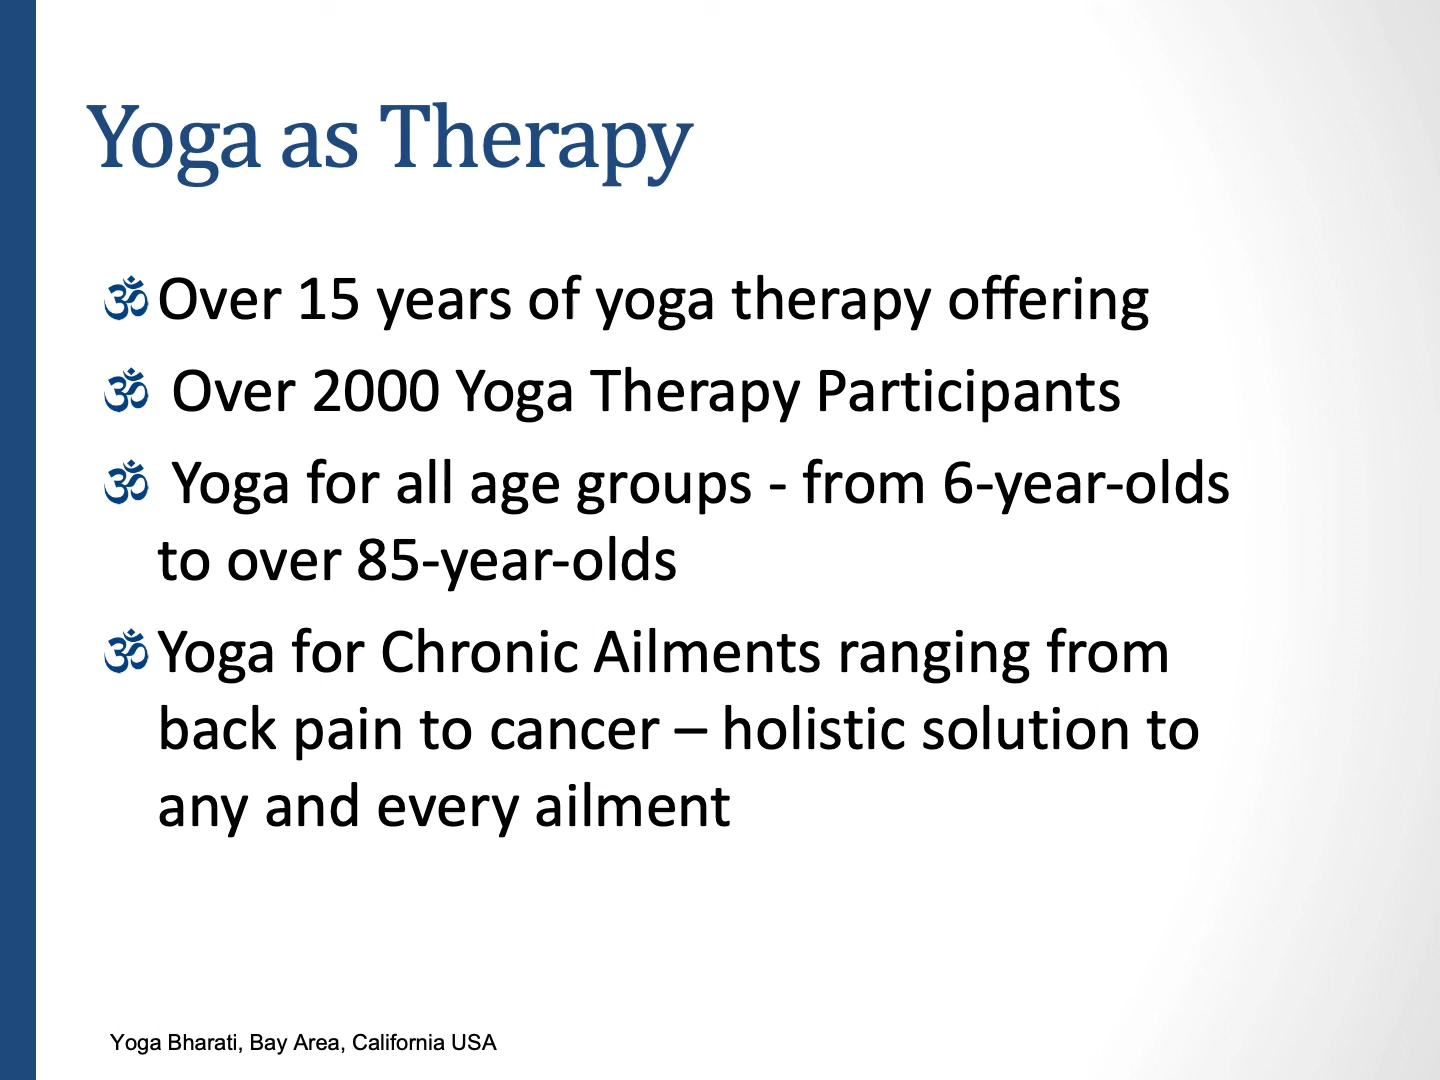 Yoga as Therapy
ॐ Over 15 years of yoga therapy offering
ॐ Over 2000 Yoga Therapy Participants
ॐ Yoga for all age groups - from 6-year-olds
to over 85-year-olds
ॐ Yoga for Chronic Ailments ranging from
back pain to cancer – holistic solution to
any and every ailment
Yoga Bharati, Bay Area, California USA